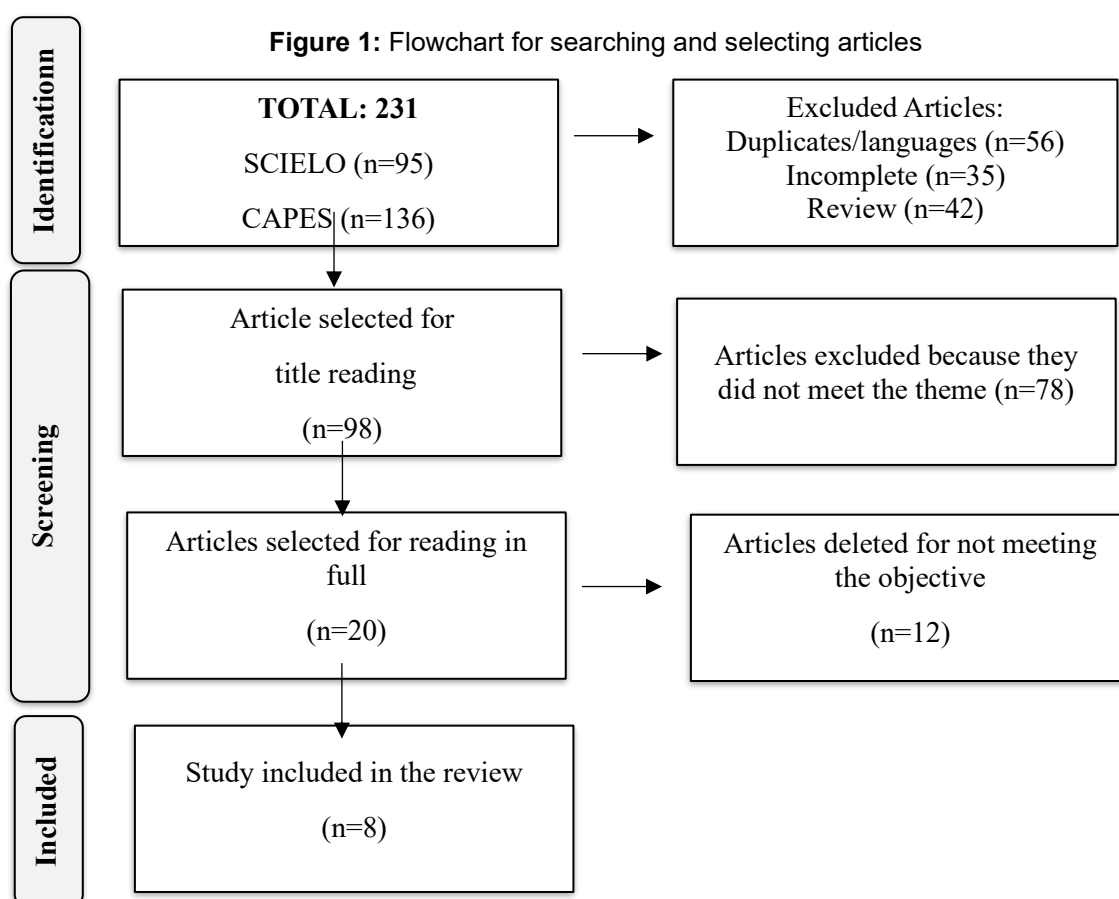 Figure 1: Flowchart for searching and selecting articles
Identificationn
TOTAL: 231
SCIELO (n=95)
CAPES (n=136)
Excluded Articles:
Duplicates/languages (n=56)
Incomplete (n=35)
Review (n=42)
Screening
Article selected for
title reading
(n=98)
Articles excluded because they
did not meet the theme (n=78)
Articles selected for reading in
full
(n=20)
Articles deleted for not meeting
the objective
(n=12)
Included
Study included in the review
(n=8)